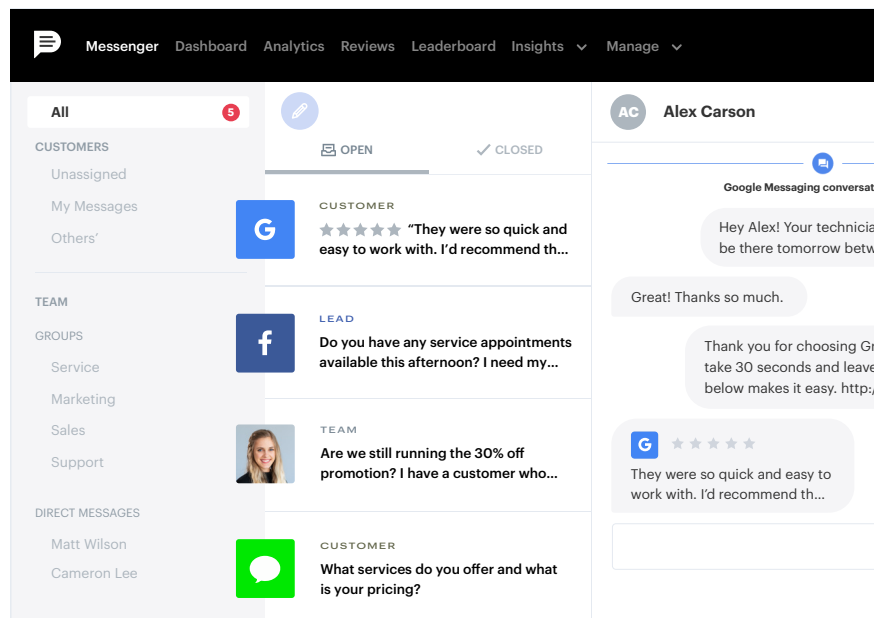 Messenger Dashboard Analytics Reviews Leaderboard Insights Manage
All 5
CUSTOMERS
Unassigned
My Messages
Others’
TEAM
GROUPS
Service
Marketing
Sales
Support
DIRECT MESSAGES
Matt Wilson
Cameron Lee
OPEN CLOSED
CUSTOMER
“They were so quick and
easy to work with. I’d recommend th...
LEAD
Do you have any service appointments
available this afternoon? I need my...
TEAM
Are we still running the 30% off
promotion? I have a customer who...
CUSTOMER
What services do you offer and what
is your pricing?
AC Alex Carson
Google Messaging conversat
Hey Alex! Your technicia
be there tomorrow betw
Great! Thanks so much.
Thank you for choosing Gr
take 30 seconds and leave
below makes it easy. http:/
They were so quick and easy to
work with. I’d recommend th...